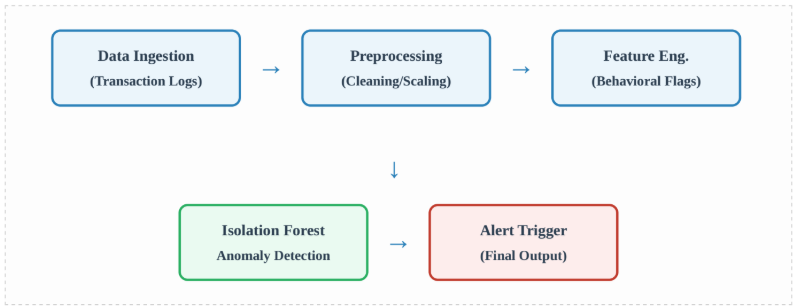 Data Ingestion
(Transaction Logs)
→
Preprocessing
(Cleaning/Scaling)
→
Feature Eng.
(Behavioral Flags)
↓
Isolation Forest
Anomaly Detection
→
Alert Trigger
(Final Output)